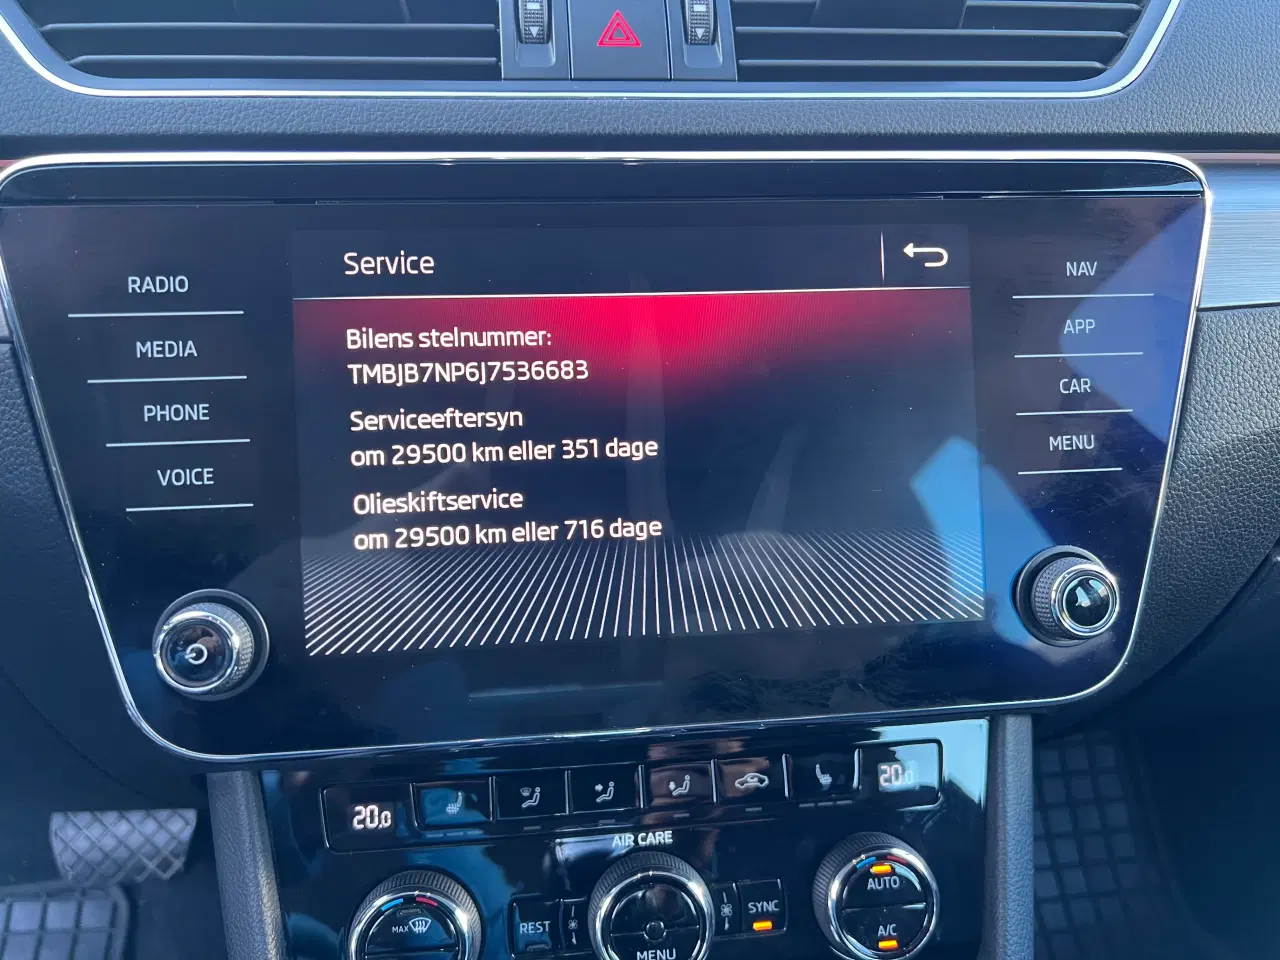 Service
RADIO
MEDIA
PHONE
VOICE
Bilens stelnummer:
TMBJB7NP6J7536683
Serviceeftersyn
om 29500 km eller 351 dage
Olieskiftservice
om 29500 km eller 716 dage
NAV
APP
CAR
MENU
20.0
20.0
AIR CARE
MAX
REST
MENU
SYNC
AUTO
A/C